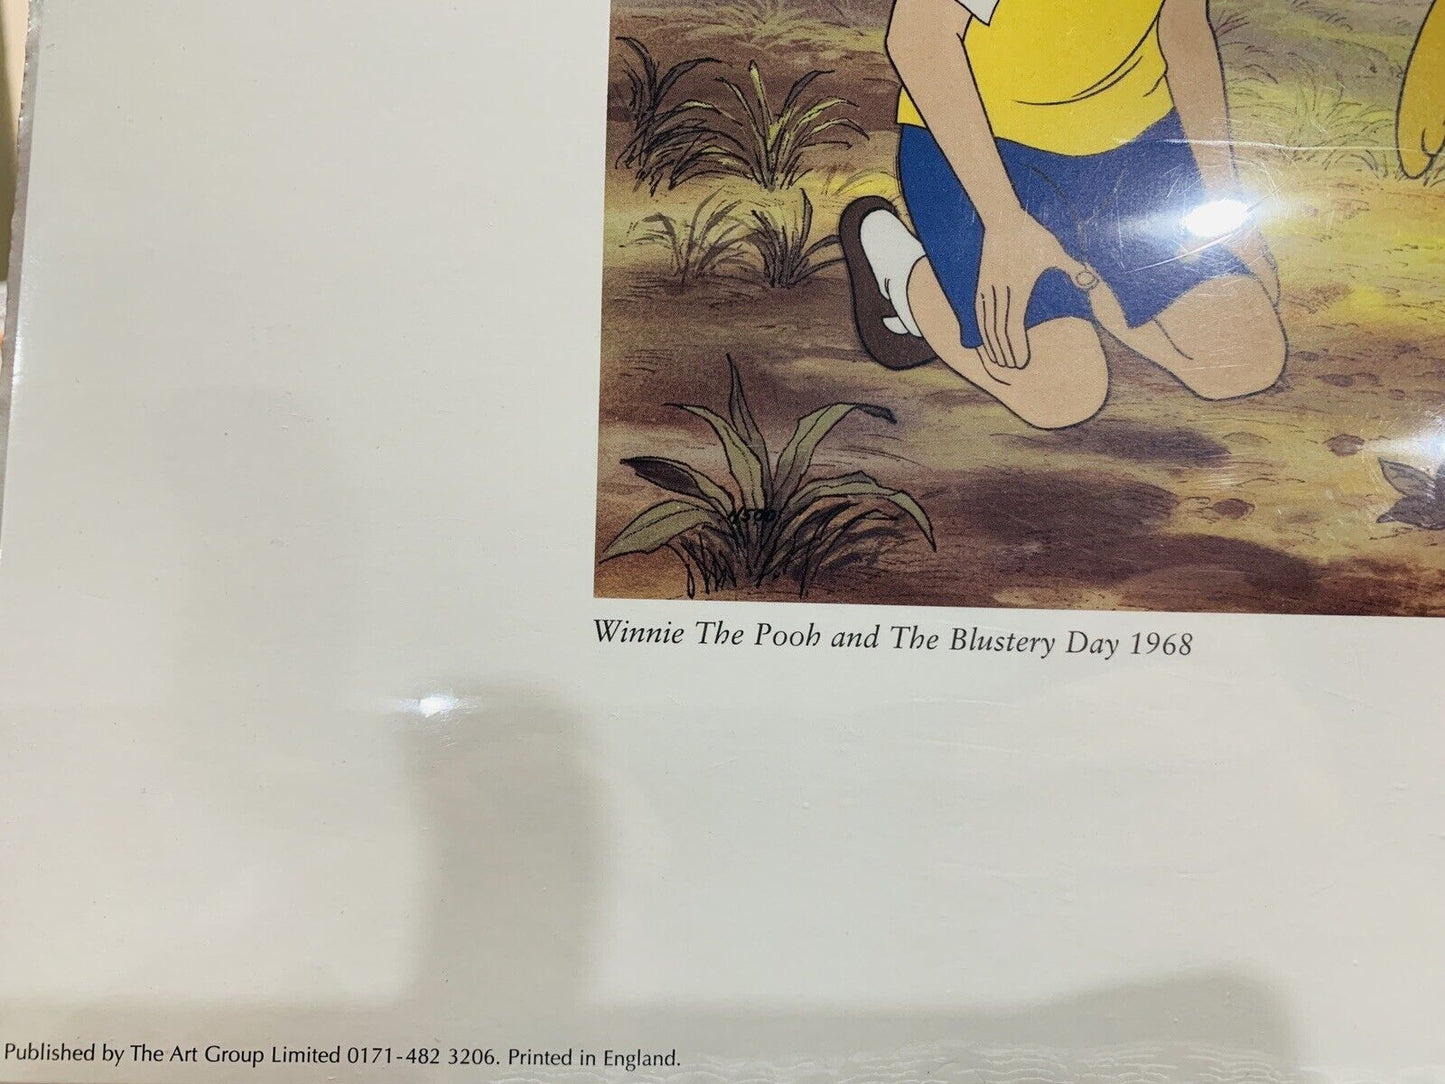 Winnie The Pooh and The Blustery Day 1968
Published by The Art Group Limited 0171-482 3206. Printed in England.